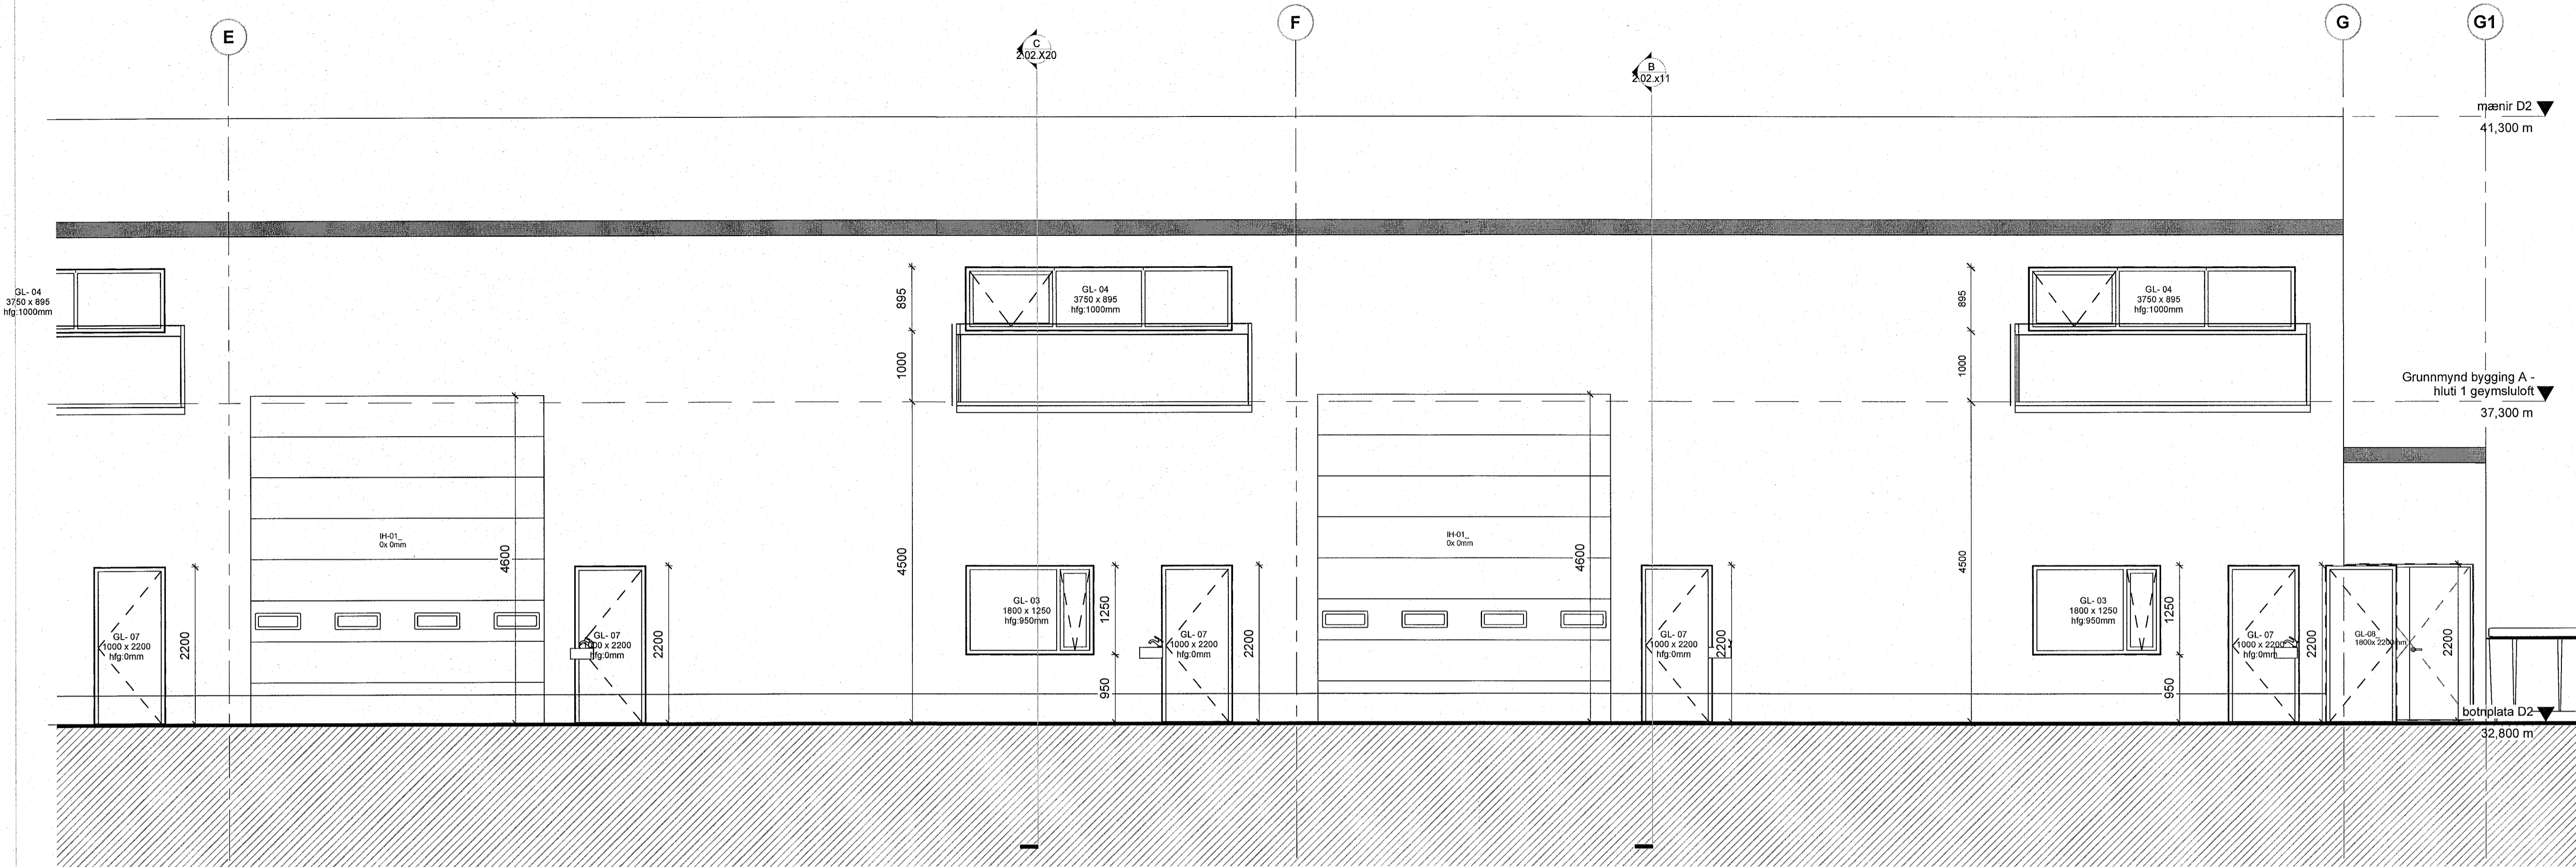 E
F
G
G1
C
2.02.X20
B
2.02.x11
mænir D2
41,300 m
GL- 04
3750 x 895
hfg:1000mm
895
GL- 04
3750 x 895
hfg:1000mm
895
GL- 04
3750 x 895
hfg:1000mm
1000
1000
Grunnmynd bygging A -
hluti 1 geymsluloft
37,300 m
IH-01_
0x 0mm
4600
4500
IH-01_
0x 0mm
4600
4500
GL- 07
1000 x 2200
hfg:0mm
2200
GL- 07
1000 x 2200
hfg:0mm
2200
GL- 03
1800 x 1250
hfg:950mm
1250
950
GL- 07
1000 x 2200
hfg:0mm
2200
GL- 07
1000 x 2200
hfg:0mm
2200
GL- 03
1800 x 1250
hfg:950mm
1250
950
GL- 07
1000 x 2200
hfg:0mm
2200
GL-08_
1800x 2200mm
2200
botnplata D2
32,800 m